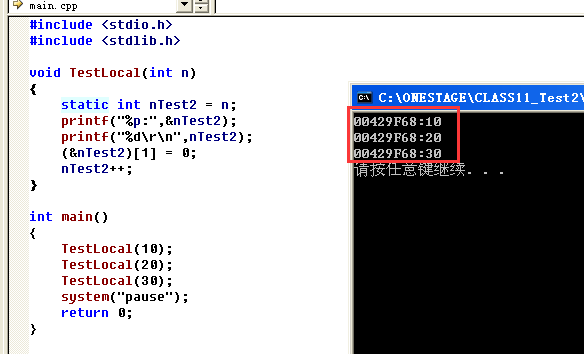 main.cpp
#include <stdio.h>
#include <stdlib.h>
void TestLocal(int n)
{
static int nTest2 = n;
printf("%p:",&nTest2);
printf("%d\r\n",nTest2);
(&nTest2)[1] = 0;
nTest2++;
}
int main()
{
TestLocal(10);
TestLocal(20);
TestLocal(30);
system("pause");
return 0;
}
C:\ONESTAGE\CLASS11_Test2\
00429F68:10
00429F68:20
00429F68:30
请按任意键继续. . .